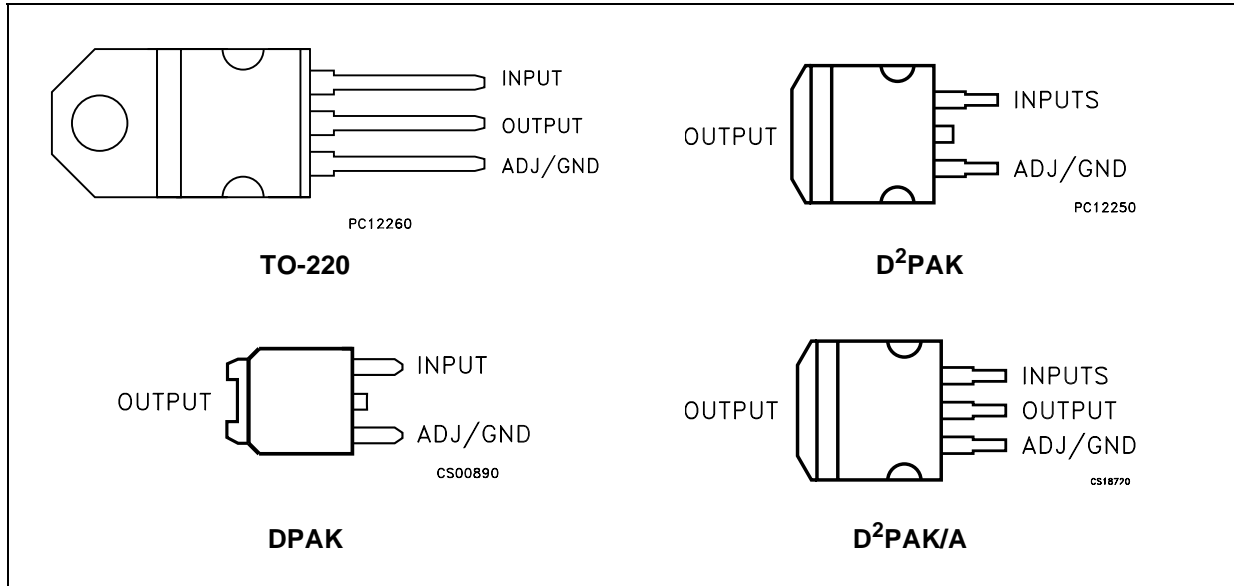 INPUT
OUTPUT
ADJ/GND
PC12260
TO-220
OUTPUT
INPUTS
ADJ/GND
PC12250
D²PAK
OUTPUT
INPUT
ADJ/GND
CS00890
DPAK
OUTPUT
INPUTS
OUTPUT
ADJ/GND
CS18720
D²PAK/A